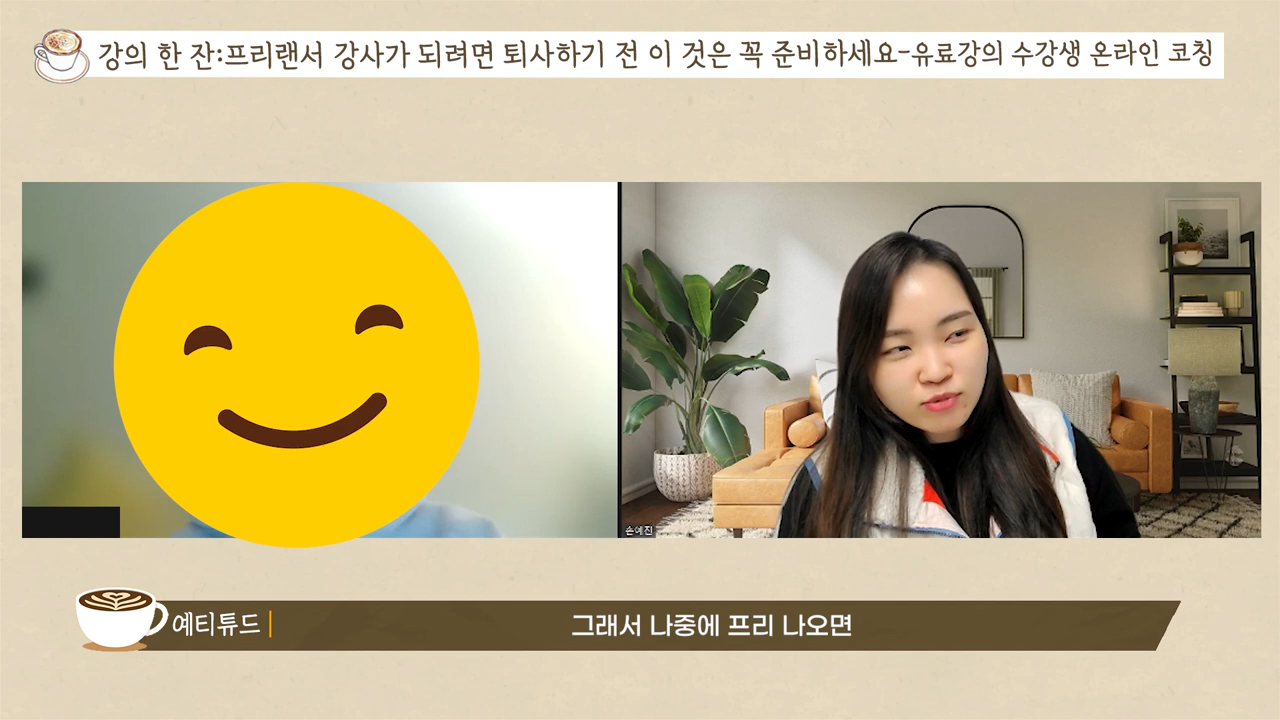 강의 한 잔:프리랜서 강사가 되려면 퇴사하기 전 이 것은 꼭 준비하세요-유료강의 수강생 온라인 코칭
손예진
예티튜드
그래서 나중에 프리 나오면